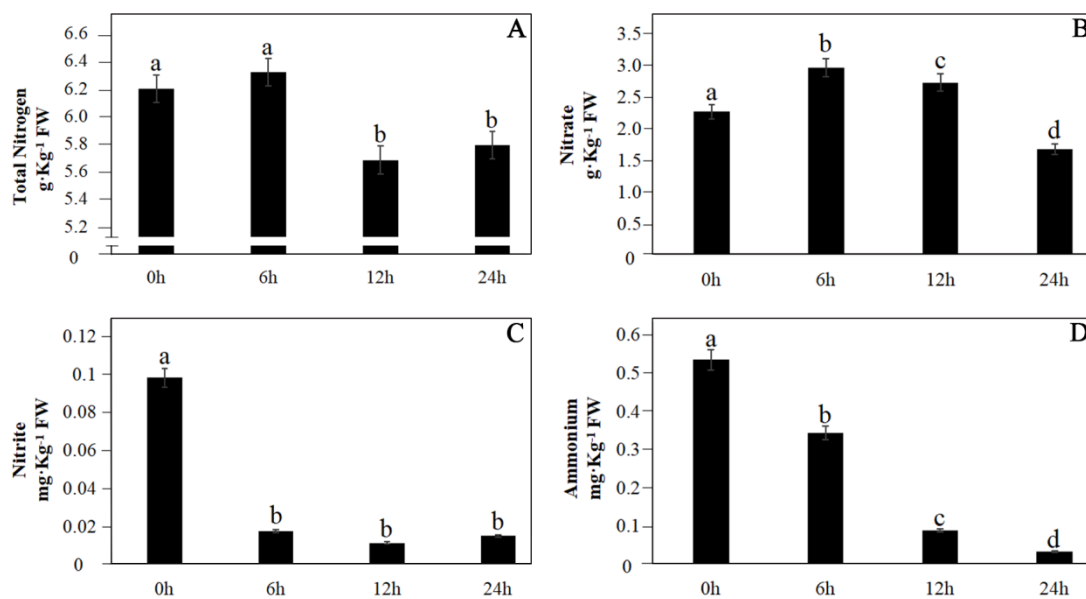 A
Total Nitrogen
g·Kg⁻¹ FW
6.6
6.4
6.2
6.0
5.8
5.6
5.4
5.2
0
a
a
b
b
0h
6h
12h
24h
B
Nitrate
g·Kg⁻¹ FW
3.5
3.0
2.5
2.0
1.5
1.0
0.5
0
a
b
c
d
0h
6h
12h
24h
C
Nitrite
mg·Kg⁻¹ FW
0.12
0.1
0.08
0.06
0.04
0.02
0
a
b
b
b
0h
6h
12h
24h
D
Ammonium
mg·Kg⁻¹ FW
0.6
0.5
0.4
0.3
0.2
0.1
0
a
b
c
d
0h
6h
12h
24h